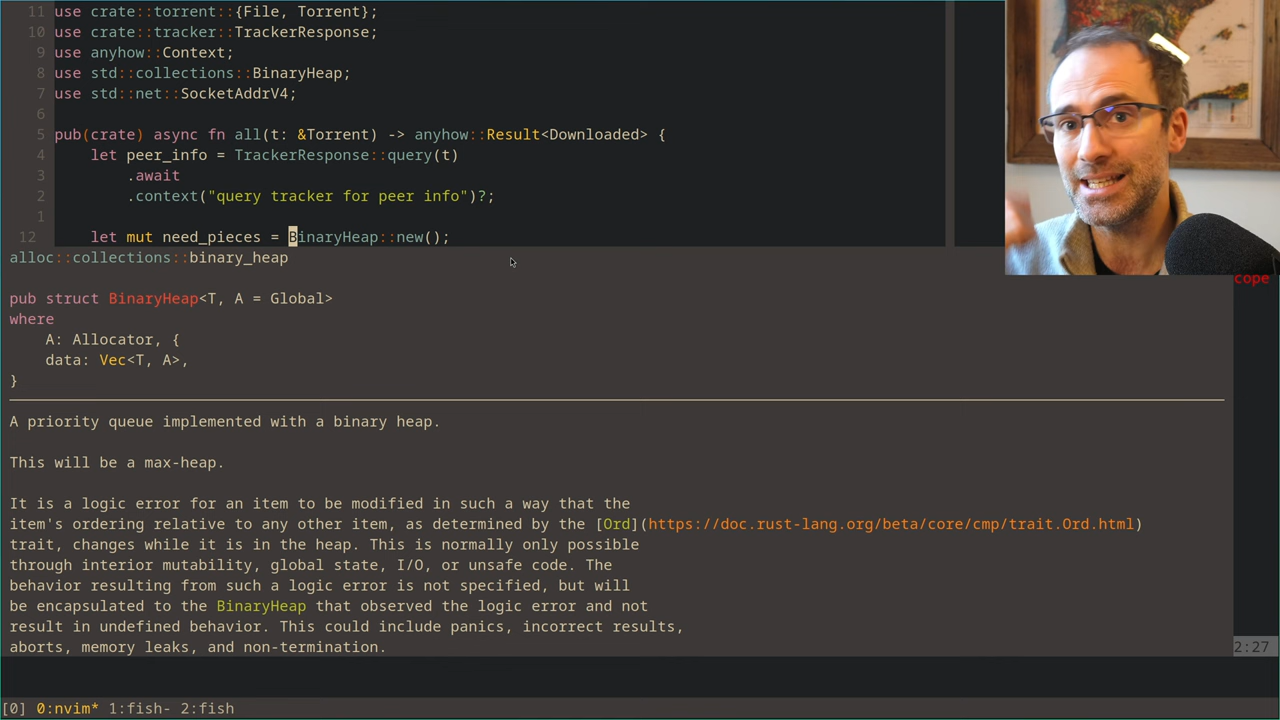 11 use crate::torrent::{File, Torrent};
10 use crate::tracker::TrackerResponse;
9 use anyhow::Context;
8 use std::collections::BinaryHeap;
7 use std::net::SocketAddrV4;
6
5 pub(crate) async fn all(t: &Torrent) -> anyhow::Result<Downloaded> {
4     let peer_info = TrackerResponse::query(t)
3         .await
2         .context("query tracker for peer info")?;
1
12     let mut need_pieces = BinaryHeap::new();
alloc::collections::binary_heap
cope
pub struct BinaryHeap<T, A = Global>
where
    A: Allocator, {
    data: Vec<T, A>,
}
A priority queue implemented with a binary heap.
This will be a max-heap.
It is a logic error for an item to be modified in such a way that the
item's ordering relative to any other item, as determined by the [Ord](https://doc.rust-lang.org/beta/core/cmp/trait.Ord.html)
trait, changes while it is in the heap. This is normally only possible
through interior mutability, global state, I/O, or unsafe code. The
behavior resulting from such a logic error is not specified, but will
be encapsulated to the BinaryHeap that observed the logic error and not
result in undefined behavior. This could include panics, incorrect results,
aborts, memory leaks, and non-termination.
2:27
[0] 0:nvim* 1:fish- 2:fish